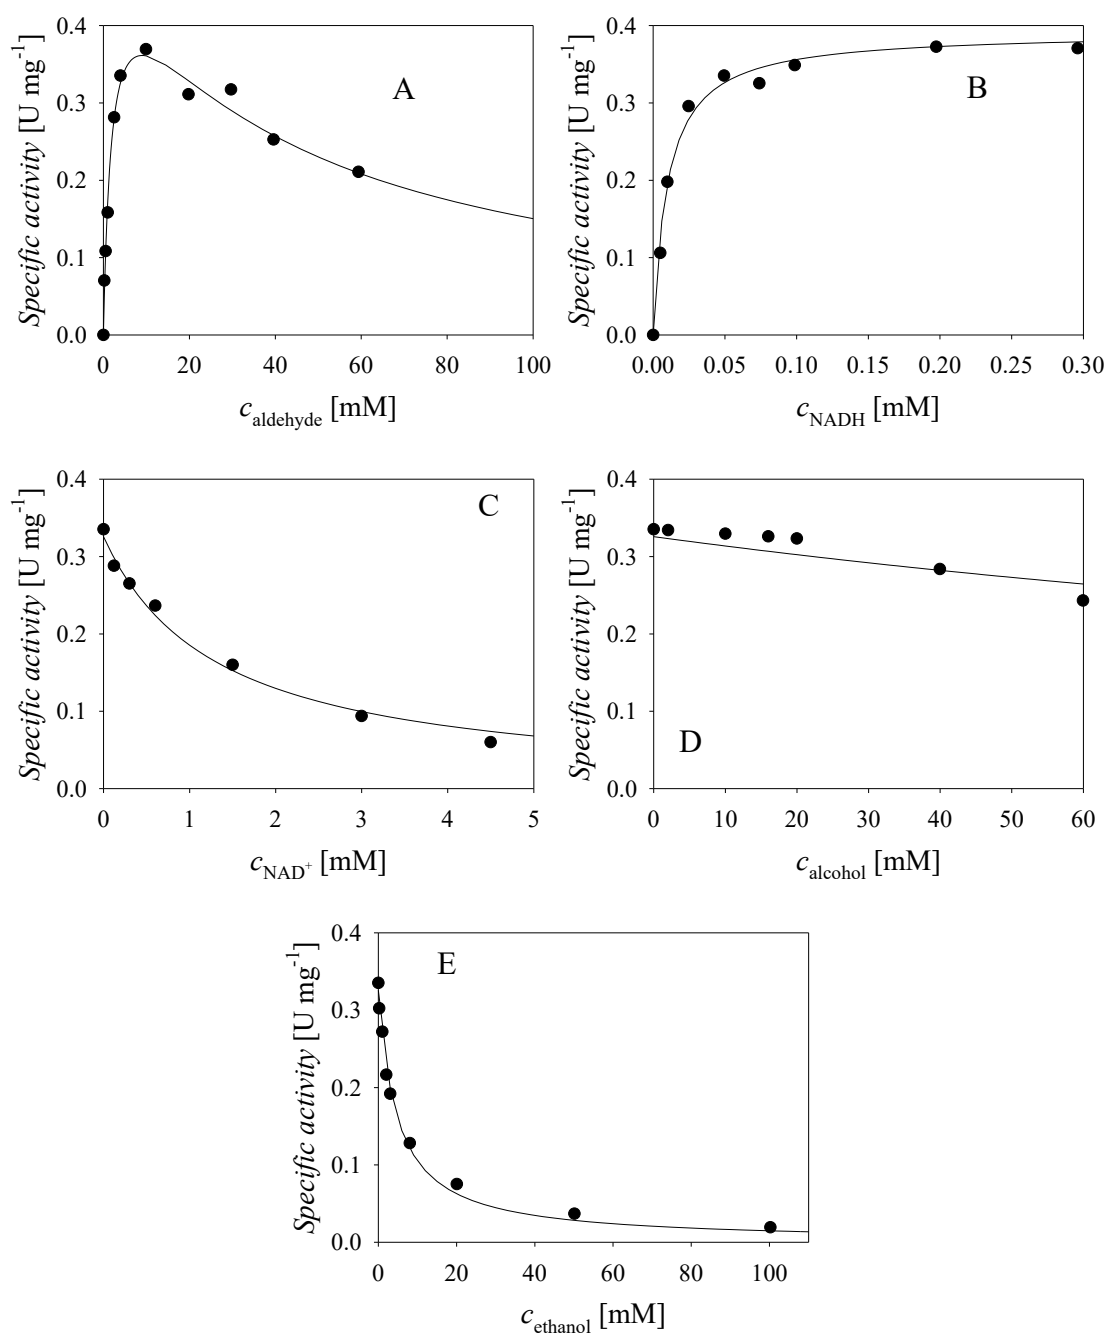 0.4
0.3
0.2
0.1
0.0
Specific activity [U mg⁻¹]
A
0 20 40 60 80 100
c aldehyde [mM]
0.4
0.3
0.2
0.1
0.0
Specific activity [U mg⁻¹]
B
0.00 0.05 0.10 0.15 0.20 0.25 0.30
c NADH [mM]
0.4
0.3
0.2
0.1
0.0
Specific activity [U mg⁻¹]
C
0 1 2 3 4 5
c NAD⁺ [mM]
0.4
0.3
0.2
0.1
0.0
Specific activity [U mg⁻¹]
D
0 10 20 30 40 50 60
c alcohol [mM]
0.4
0.3
0.2
0.1
0.0
Specific activity [U mg⁻¹]
E
0 20 40 60 80 100
c ethanol [mM]